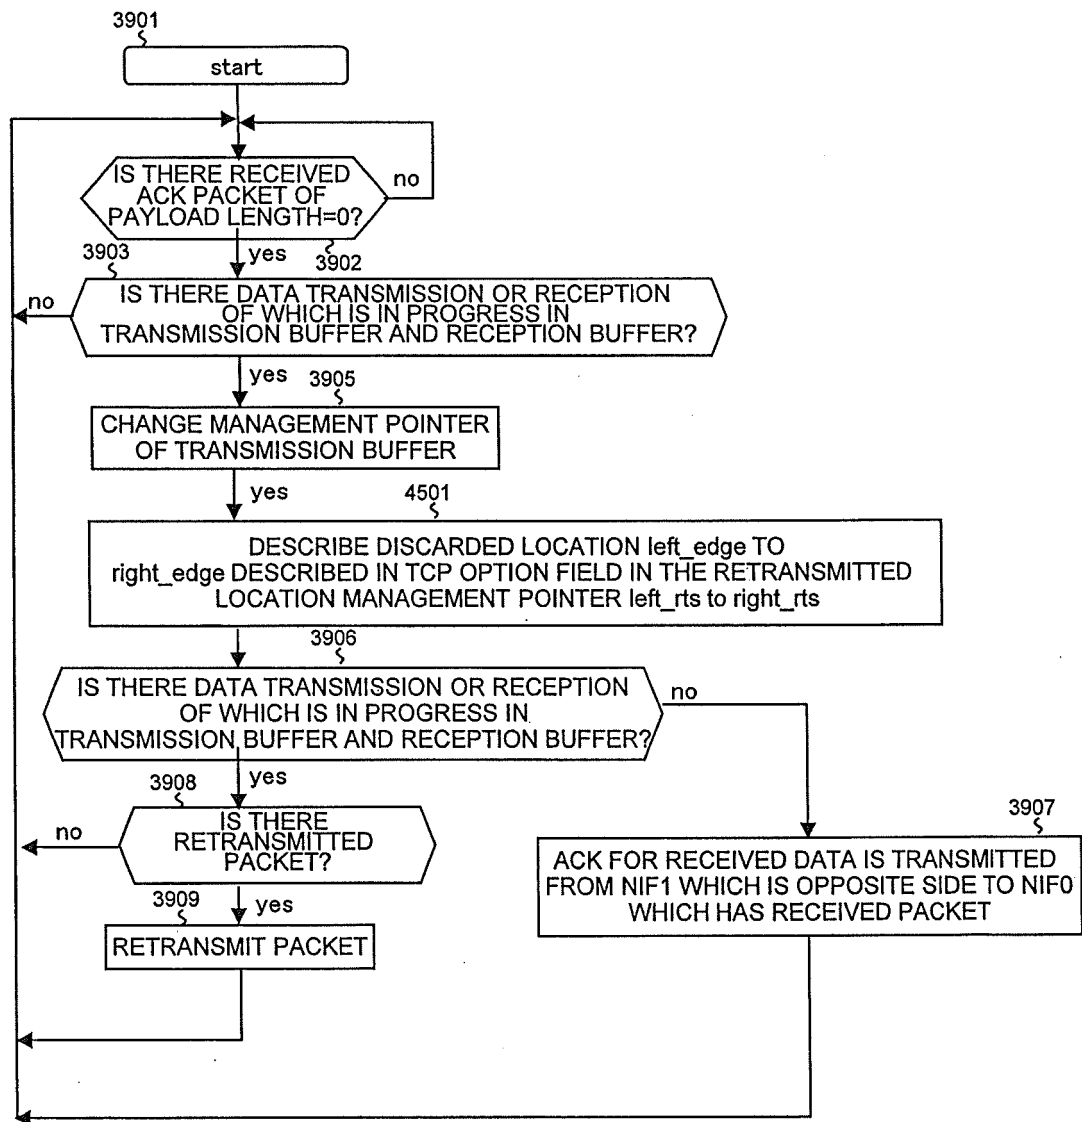 3901
start
IS THERE RECEIVED
ACK PACKET OF
PAYLOAD LENGTH=0?
no
3902
yes
3903
no
IS THERE DATA TRANSMISSION OR RECEPTION
OF WHICH IS IN PROGRESS IN
TRANSMISSION BUFFER AND RECEPTION BUFFER?
yes
3905
CHANGE MANAGEMENT POINTER
OF TRANSMISSION BUFFER
yes
4501
DESCRIBE DISCARDED LOCATION left_edge TO
right_edge DESCRIBED IN TCP OPTION FIELD IN THE RETRANSMITTED
LOCATION MANAGEMENT POINTER left_rts to right_rts
3906
IS THERE DATA TRANSMISSION OR RECEPTION
OF WHICH IS IN PROGRESS IN
TRANSMISSION BUFFER AND RECEPTION BUFFER?
no
yes
3908
no
IS THERE
RETRANSMITTED
PACKET?
3907
ACK FOR RECEIVED DATA IS TRANSMITTED
FROM NIF1 WHICH IS OPPOSITE SIDE TO NIF0
WHICH HAS RECEIVED PACKET
yes
3909
RETRANSMIT PACKET